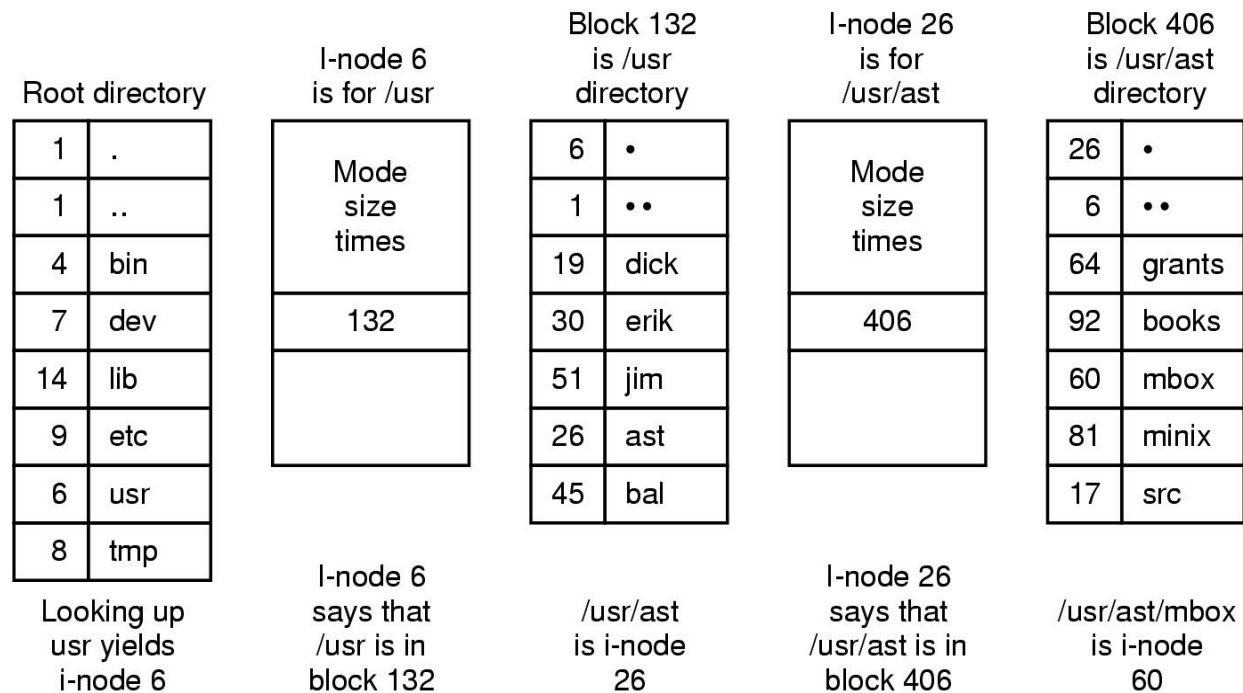 Root directory
1 .
1 ..
4 bin
7 dev
14 lib
9 etc
6 usr
8 tmp
Looking up
usr yields
i-node 6
I-node 6
is for /usr
Mode
size
times
132
I-node 6
says that
/usr is in
block 132
Block 132
is /usr
directory
6 •
1 ••
19 dick
30 erik
51 jim
26 ast
45 bal
/usr/ast
is i-node
26
I-node 26
is for
/usr/ast
Mode
size
times
406
I-node 26
says that
/usr/ast is in
block 406
Block 406
is /usr/ast
directory
26 •
6 ••
64 grants
92 books
60 mbox
81 minix
17 src
/usr/ast/mbox
is i-node
60